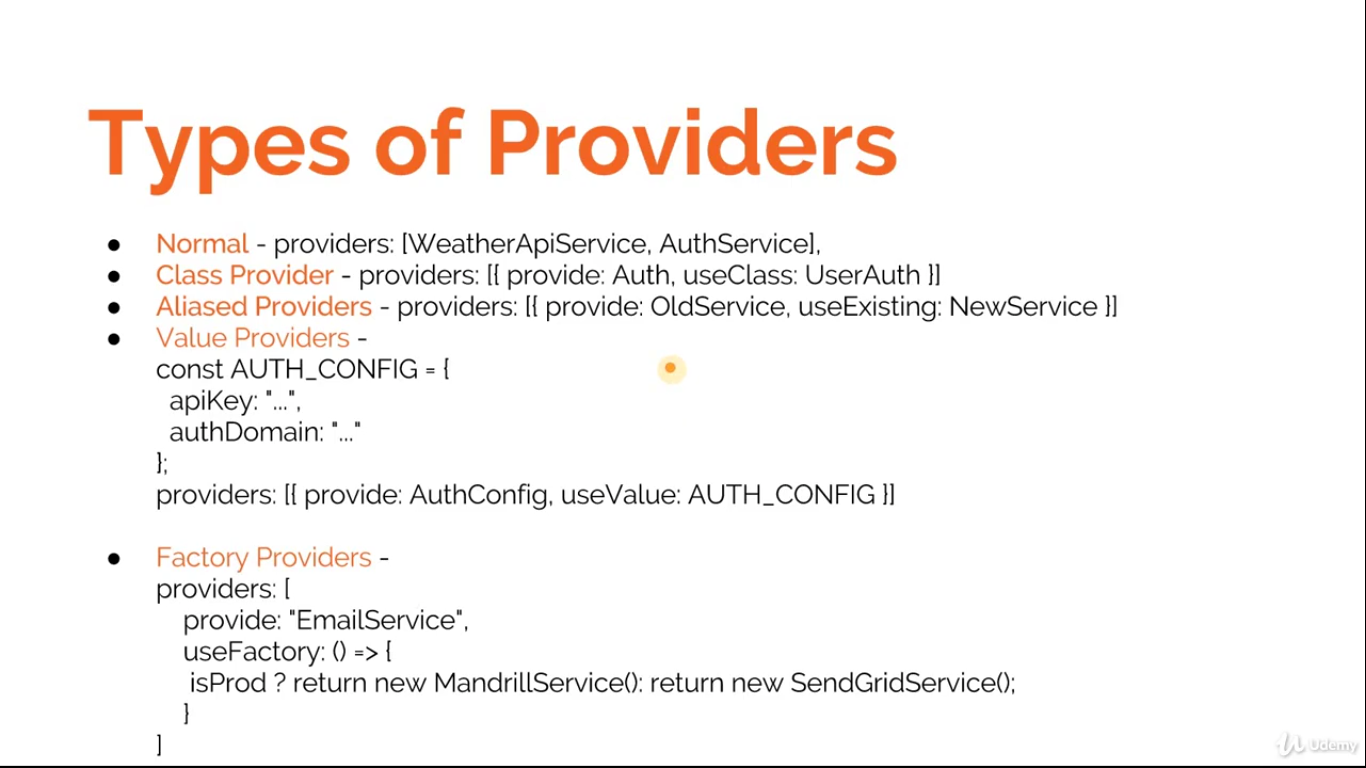 Types of Providers
● Normal - providers: [WeatherApiService, AuthService],
● Class Provider - providers: [{ provide: Auth, useClass: UserAuth }]
● Aliased Providers - providers: [{ provide: OldService, useExisting: NewService }]
● Value Providers -
const AUTH_CONFIG = {
apiKey: "...",
authDomain: "..."
};
providers: [{ provide: AuthConfig, useValue: AUTH_CONFIG }]
● Factory Providers -
providers: [
provide: "EmailService",
useFactory: () => {
isProd ? return new MandrillService(): return new SendGridService();
}
]
Udemy